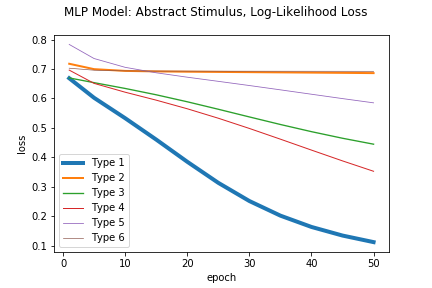 MLP Model: Abstract Stimulus, Log-Likelihood Loss
0.8
0.7
0.6
0.5
0.4
0.3
0.2
0.1
loss
Type 1
Type 2
Type 3
Type 4
Type 5
Type 6
0 10 20 30 40 50
epoch